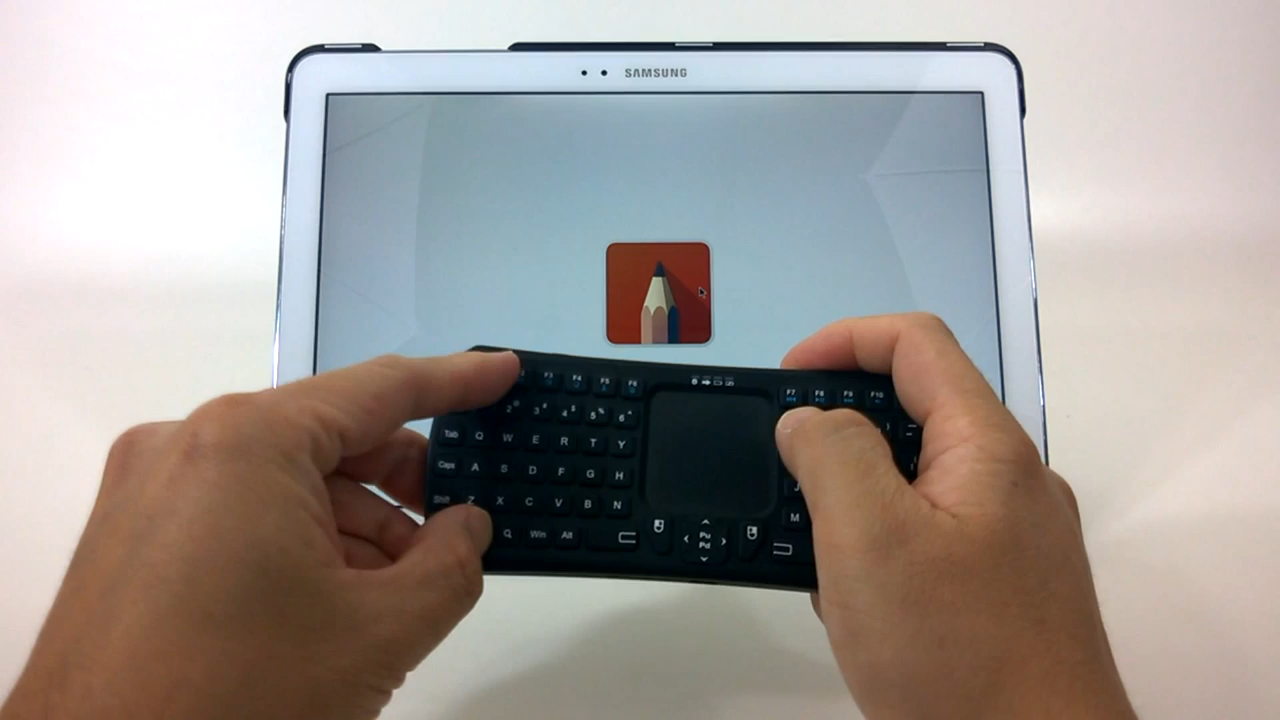 SAMSUNG
F3 F4 F5 F6 F7 F8 F9 F10
2 @ 3 # 4 $ 5 % 6 ^
Tab Q W E R T Y
Caps A S D F G H
Shift Z X C V B N M
Win Alt Pu
Pd